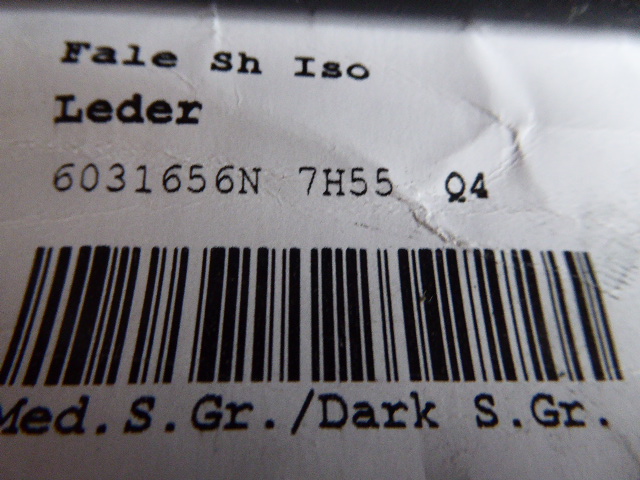 Fale Sh Iso
Leder
6031656N 7H55 Q4
Med.S.Gr./Dark S.Gr.